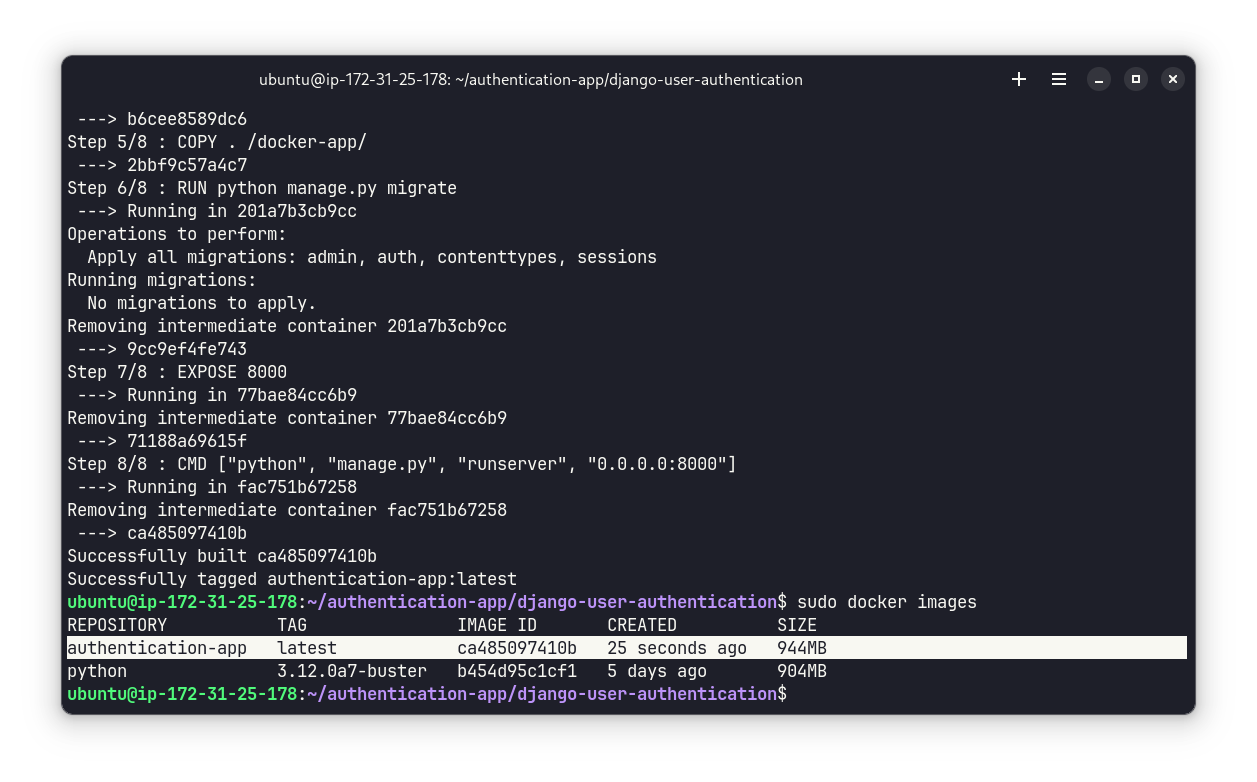 ubuntu@ip-172-31-25-178: ~/authentication-app/django-user-authentication
 ---> b6cee8589dc6
Step 5/8 : COPY . /docker-app/
 ---> 2bbf9c57a4c7
Step 6/8 : RUN python manage.py migrate
 ---> Running in 201a7b3cb9cc
Operations to perform:
  Apply all migrations: admin, auth, contenttypes, sessions
Running migrations:
  No migrations to apply.
Removing intermediate container 201a7b3cb9cc
 ---> 9cc9ef4fe743
Step 7/8 : EXPOSE 8000
 ---> Running in 77bae84cc6b9
Removing intermediate container 77bae84cc6b9
 ---> 71188a69615f
Step 8/8 : CMD ["python", "manage.py", "runserver", "0.0.0.0:8000"]
 ---> Running in fac751b67258
Removing intermediate container fac751b67258
 ---> ca485097410b
Successfully built ca485097410b
Successfully tagged authentication-app:latest
ubuntu@ip-172-31-25-178:~/authentication-app/django-user-authentication$ sudo docker images
REPOSITORY           TAG               IMAGE ID       CREATED          SIZE
authentication-app   latest            ca485097410b   25 seconds ago   944MB
python               3.12.0a7-buster   b454d95c1cf1   5 days ago       904MB
ubuntu@ip-172-31-25-178:~/authentication-app/django-user-authentication$